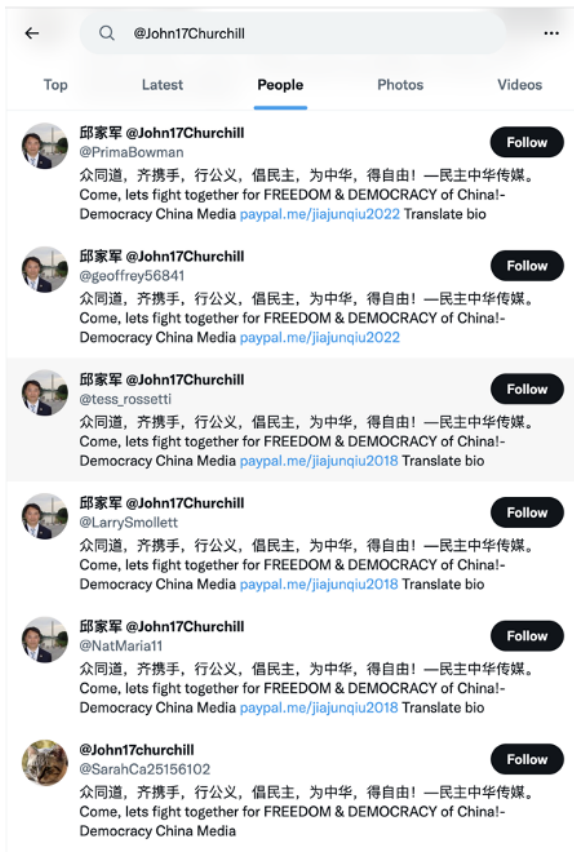 @John17Churchill
Top Latest People Photos Videos
邱家军 @John17Churchill
@PrimaBowman
Follow
众同道，齐携手，行公义，倡民主，为中华，得自由！—民主中华传媒。
Come, lets fight together for FREEDOM & DEMOCRACY of China!-
Democracy China Media paypal.me/jiajunqiu2022 Translate bio
邱家军 @John17Churchill
@geoffrey56841
Follow
众同道，齐携手，行公义，倡民主，为中华，得自由！—民主中华传媒。
Come, lets fight together for FREEDOM & DEMOCRACY of China!-
Democracy China Media paypal.me/jiajunqiu2022
邱家军 @John17Churchill
@tess_rossetti
Follow
众同道，齐携手，行公义，倡民主，为中华，得自由！—民主中华传媒。
Come, lets fight together for FREEDOM & DEMOCRACY of China!-
Democracy China Media paypal.me/jiajunqiu2018 Translate bio
邱家军 @John17Churchill
@LarrySmollett
Follow
众同道，齐携手，行公义，倡民主，为中华，得自由！—民主中华传媒。
Come, lets fight together for FREEDOM & DEMOCRACY of China!-
Democracy China Media paypal.me/jiajunqiu2018 Translate bio
邱家军 @John17Churchill
@NatMaria11
Follow
众同道，齐携手，行公义，倡民主，为中华，得自由！—民主中华传媒。
Come, lets fight together for FREEDOM & DEMOCRACY of China!-
Democracy China Media paypal.me/jiajunqiu2018 Translate bio
@John17churchill
@SarahCa25156102
Follow
众同道，齐携手，行公义，倡民主，为中华，得自由！—民主中华传媒。
Come, lets fight together for FREEDOM & DEMOCRACY of China!-
Democracy China Media